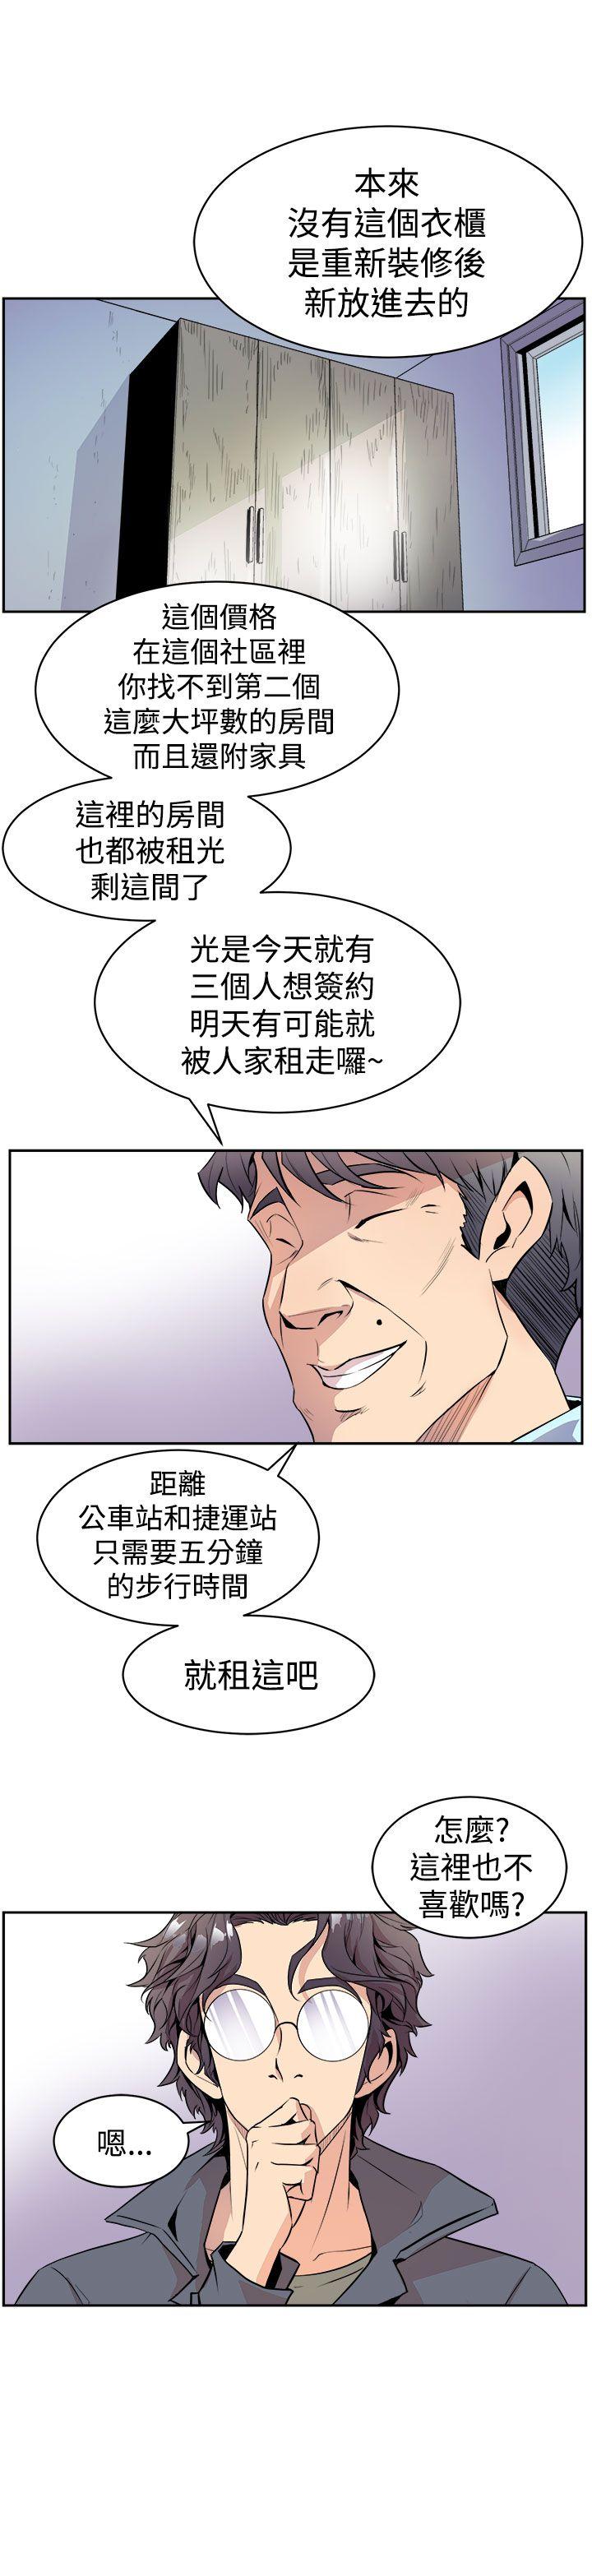 本來
沒有這個衣櫃
是重新裝修後
新放進去的
這個價格
在這個社區裡
你找不到第二個
這麼大坪數的房間
而且還附家具
這裡的房間
也都被租光
剩這間了
光是今天就有
三個人想簽約
明天有可能就
被人家租走囉~
距離
公車站和捷運站
只需要五分鐘
的步行時間
就租這吧
怎麼?
這裡也不
喜歡嗎?
嗯...